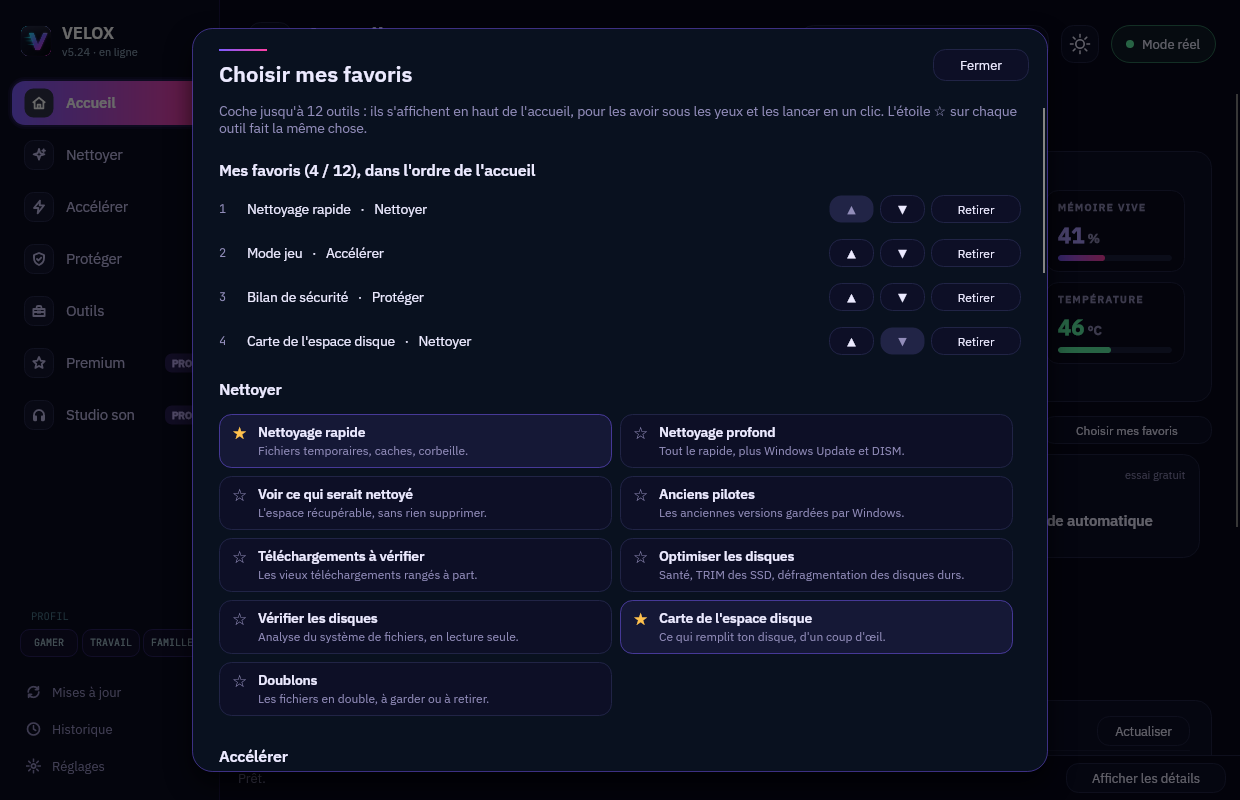 VELOX
v5.24 · en ligne
Accueil
Nettoyer
Accélérer
Protéger
Outils
Premium
PRO
Studio son
PRO
PROFIL
GAMER
TRAVAIL
FAMILLE
Mises à jour
Historique
Réglages
Mode réel
Choisir mes favoris
Fermer
Coche jusqu'à 12 outils : ils s'affichent en haut de l'accueil, pour les avoir sous les yeux et les lancer en un clic. L'étoile ☆ sur chaque
outil fait la même chose.
Mes favoris (4 / 12), dans l'ordre de l'accueil
1 Nettoyage rapide · Nettoyer ▲ ▼ Retirer
2 Mode jeu · Accélérer ▲ ▼ Retirer
3 Bilan de sécurité · Protéger ▲ ▼ Retirer
4 Carte de l'espace disque · Nettoyer ▲ ▼ Retirer
Nettoyer
★ Nettoyage rapide
Fichiers temporaires, caches, corbeille.
☆ Nettoyage profond
Tout le rapide, plus Windows Update et DISM.
☆ Voir ce qui serait nettoyé
L'espace récupérable, sans rien supprimer.
☆ Anciens pilotes
Les anciennes versions gardées par Windows.
☆ Téléchargements à vérifier
Les vieux téléchargements rangés à part.
☆ Optimiser les disques
Santé, TRIM des SSD, défragmentation des disques durs.
☆ Vérifier les disques
Analyse du système de fichiers, en lecture seule.
★ Carte de l'espace disque
Ce qui remplit ton disque, d'un coup d'œil.
☆ Doublons
Les fichiers en double, à garder ou à retirer.
Accélérer
MÉMOIRE VIVE
41 %
TEMPÉRATURE
46 °C
Choisir mes favoris
essai gratuit
de automatique
Actualiser
Prêt.
Afficher les détails